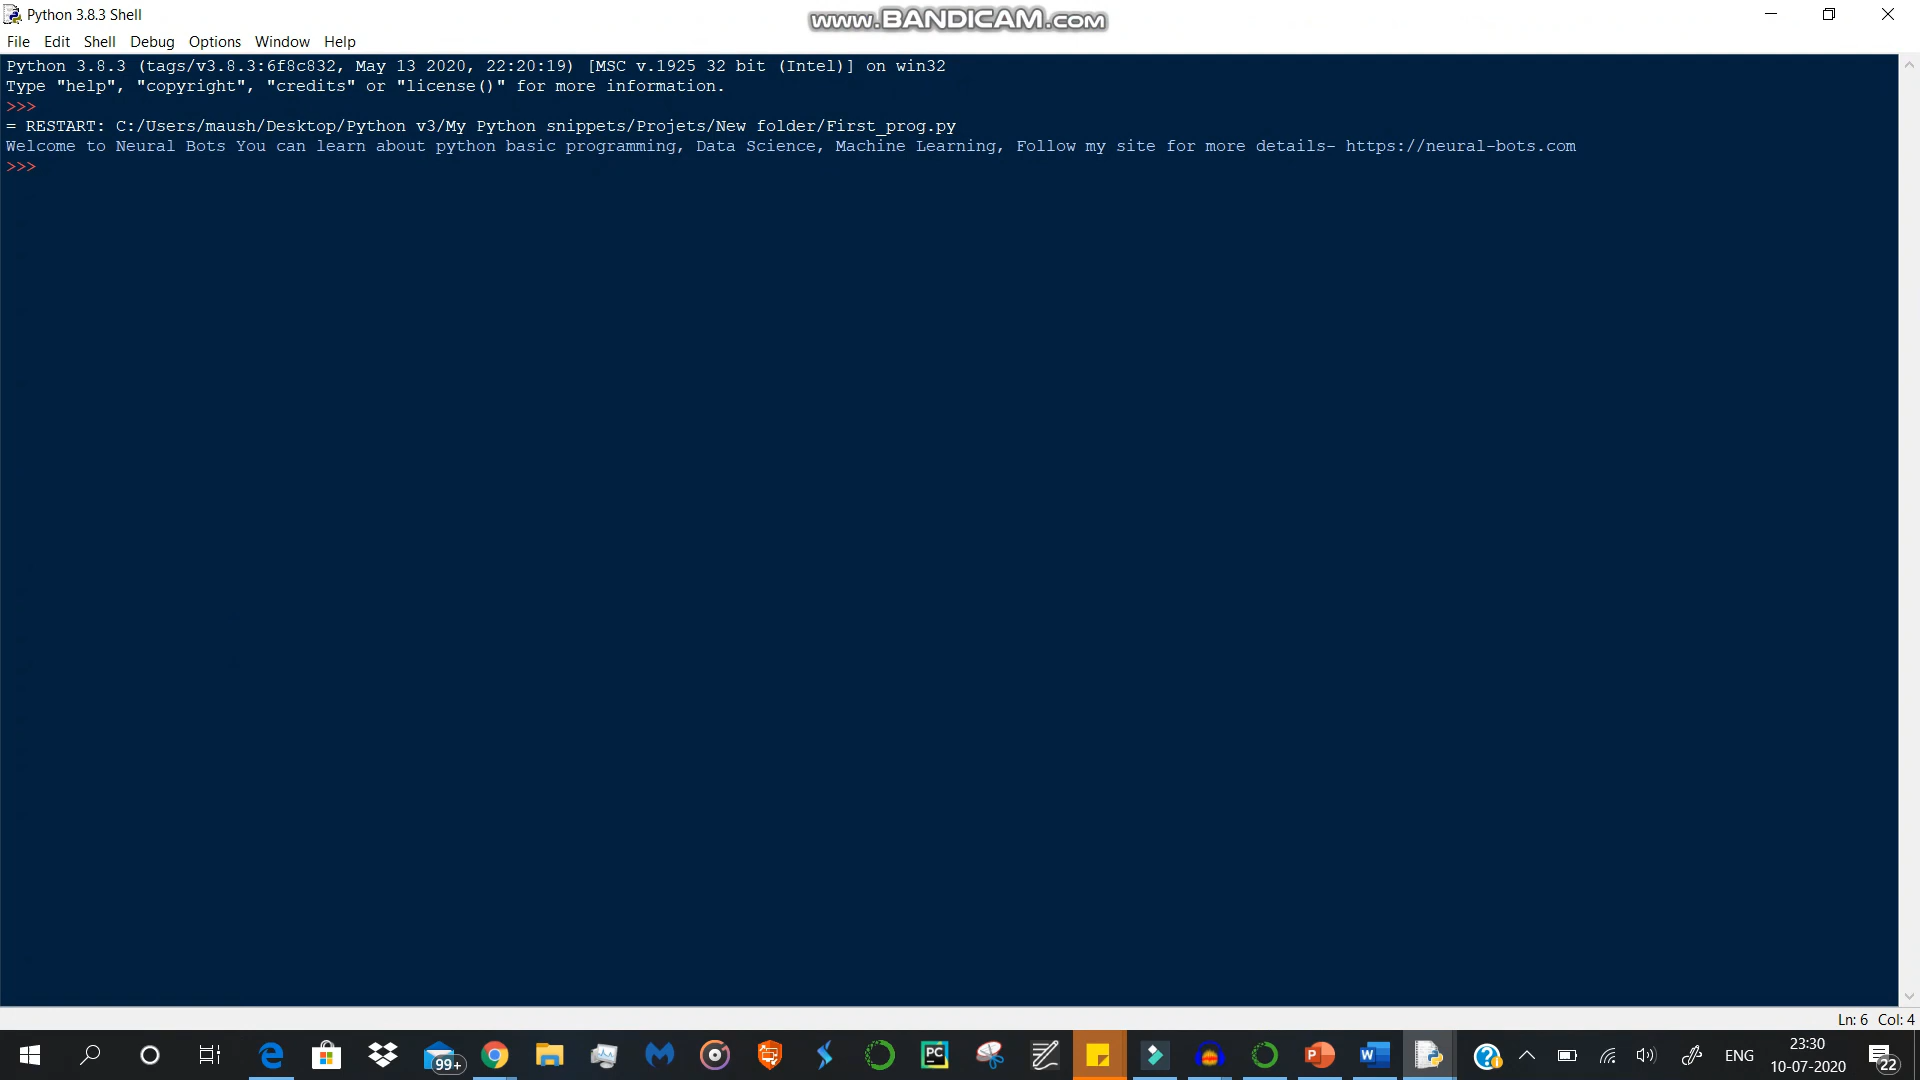 Python 3.8.3 Shell
www.BANDICAM.com
File Edit Shell Debug Options Window Help
Python 3.8.3 (tags/v3.8.3:6f8c832, May 13 2020, 22:20:19) [MSC v.1925 32 bit (Intel)] on win32
Type "help", "copyright", "credits" or "license()" for more information.
>>>
= RESTART: C:/Users/maush/Desktop/Python v3/My Python snippets/Projets/New folder/First_prog.py
Welcome to Neural Bots You can learn about python basic programming, Data Science, Machine Learning, Follow my site for more details- https://neural-bots.com
>>>
Ln: 6 Col: 4
99+
PC
P
W
ENG
23:30
10-07-2020
22